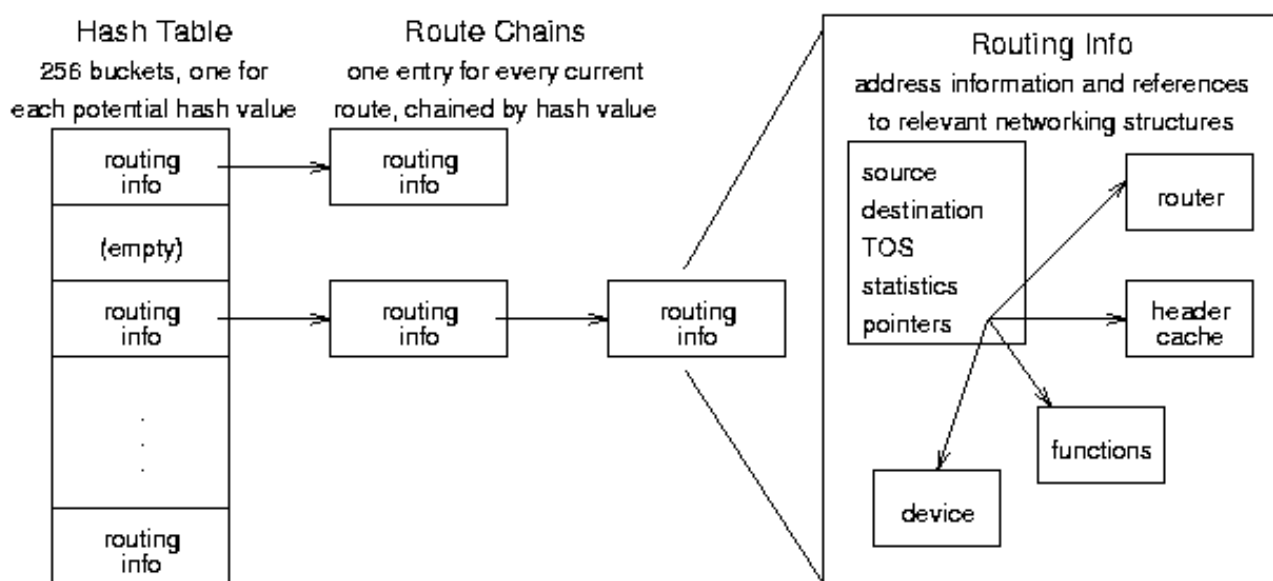 Hash Table
256 buckets, one for
each potential hash value
routing
info
(empty)
routing
info
.
.
.
routing
info
Route Chains
one entry for every current
route, chained by hash value
routing
info
routing
info
routing
info
Routing Info
address information and references
to relevant networking structures
source
destination
TOS
statistics
pointers
router
header
cache
functions
device